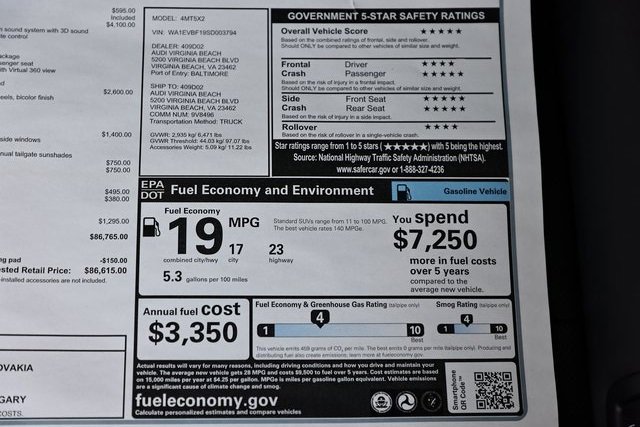 $595.00
Included
$4,100.00
n sound system with 3D sound
te control
ackage
senger seat
ith Virtual 360 view
$2,600.00
eels, bicolor finish
$1,400.00
side windows
nual tailgate sunshades
$750.00
$750.00
$495.00
$380.00
$1,295.00
$86,765.00
ng pad -$150.00
sted Retail Price: $86,615.00
-installed accessories are not included.
OVAKIA
GARY
COSTS.
MODEL: 4MT5X2
VIN: WA1EVBF19SD003794
DEALER: 409D02
AUDI VIRGINIA BEACH
5200 VIRGINIA BEACH BLVD
VIRGINIA BEACH, VA 23462
Port of Entry: BALTIMORE
SHIP TO: 409D02
AUDI VIRGINIA BEACH
5200 VIRGINIA BEACH BLVD
VIRGINIA BEACH, VA 23462
COMM NUM: 9V8496
Transportation Method: TRUCK
GVWR: 2,935 kg/ 6,471 lbs
GVWR Threshold: 44.03 kg/ 97.07 lbs
Accessories Weight: 5.09 kg/ 11.22 lbs
GOVERNMENT 5-STAR SAFETY RATINGS
Overall Vehicle Score ★★★★★
Based on the combined ratings of frontal, side and rollover.
Should ONLY be compared to other vehicles of similar size and weight.
Frontal Driver ★★★★
Crash Passenger ★★★★★
Based on the risk of injury in a frontal impact.
Should ONLY be compared to other vehicles of similar size and weight.
Side Front Seat ★★★★★
Crash Rear Seat ★★★★★
Based on the risk of injury in a side impact.
Rollover ★★★★
Based on the risk of rollover in a single-vehicle crash.
Star ratings range from 1 to 5 stars (★★★★★) with 5 being the highest.
Source: National Highway Traffic Safety Administration (NHTSA).
www.safercar.gov or 1-888-327-4236
EPA
DOT
Fuel Economy and Environment
Gasoline Vehicle
Fuel Economy
19 MPG
combined city/hwy
17
city
23
highway
5.3 gallons per 100 miles
Standard SUVs range from 11 to 100 MPG.
The best vehicle rates 140 MPGe.
You spend
$7,250
more in fuel costs
over 5 years
compared to the
average new vehicle.
Annual fuel cost
$3,350
Fuel Economy & Greenhouse Gas Rating (tailpipe only)
4
1 10
Best
Smog Rating (tailpipe only)
4
1 10
Best
This vehicle emits 459 grams of CO2 per mile. The best emits 0 grams per mile (tailpipe only). Producing and
distributing fuel also create emissions; learn more at fueleconomy.gov.
Actual results will vary for many reasons, including driving conditions and how you drive and maintain your
vehicle. The average new vehicle gets 28 MPG and costs $9,500 to fuel over 5 years. Cost estimates are based
on 15,000 miles per year at $4.25 per gallon. MPGe is miles per gasoline gallon equivalent. Vehicle emissions
are a significant cause of climate change and smog.
fueleconomy.gov
Calculate personalized estimates and compare vehicles
Smartphone
QR Code™